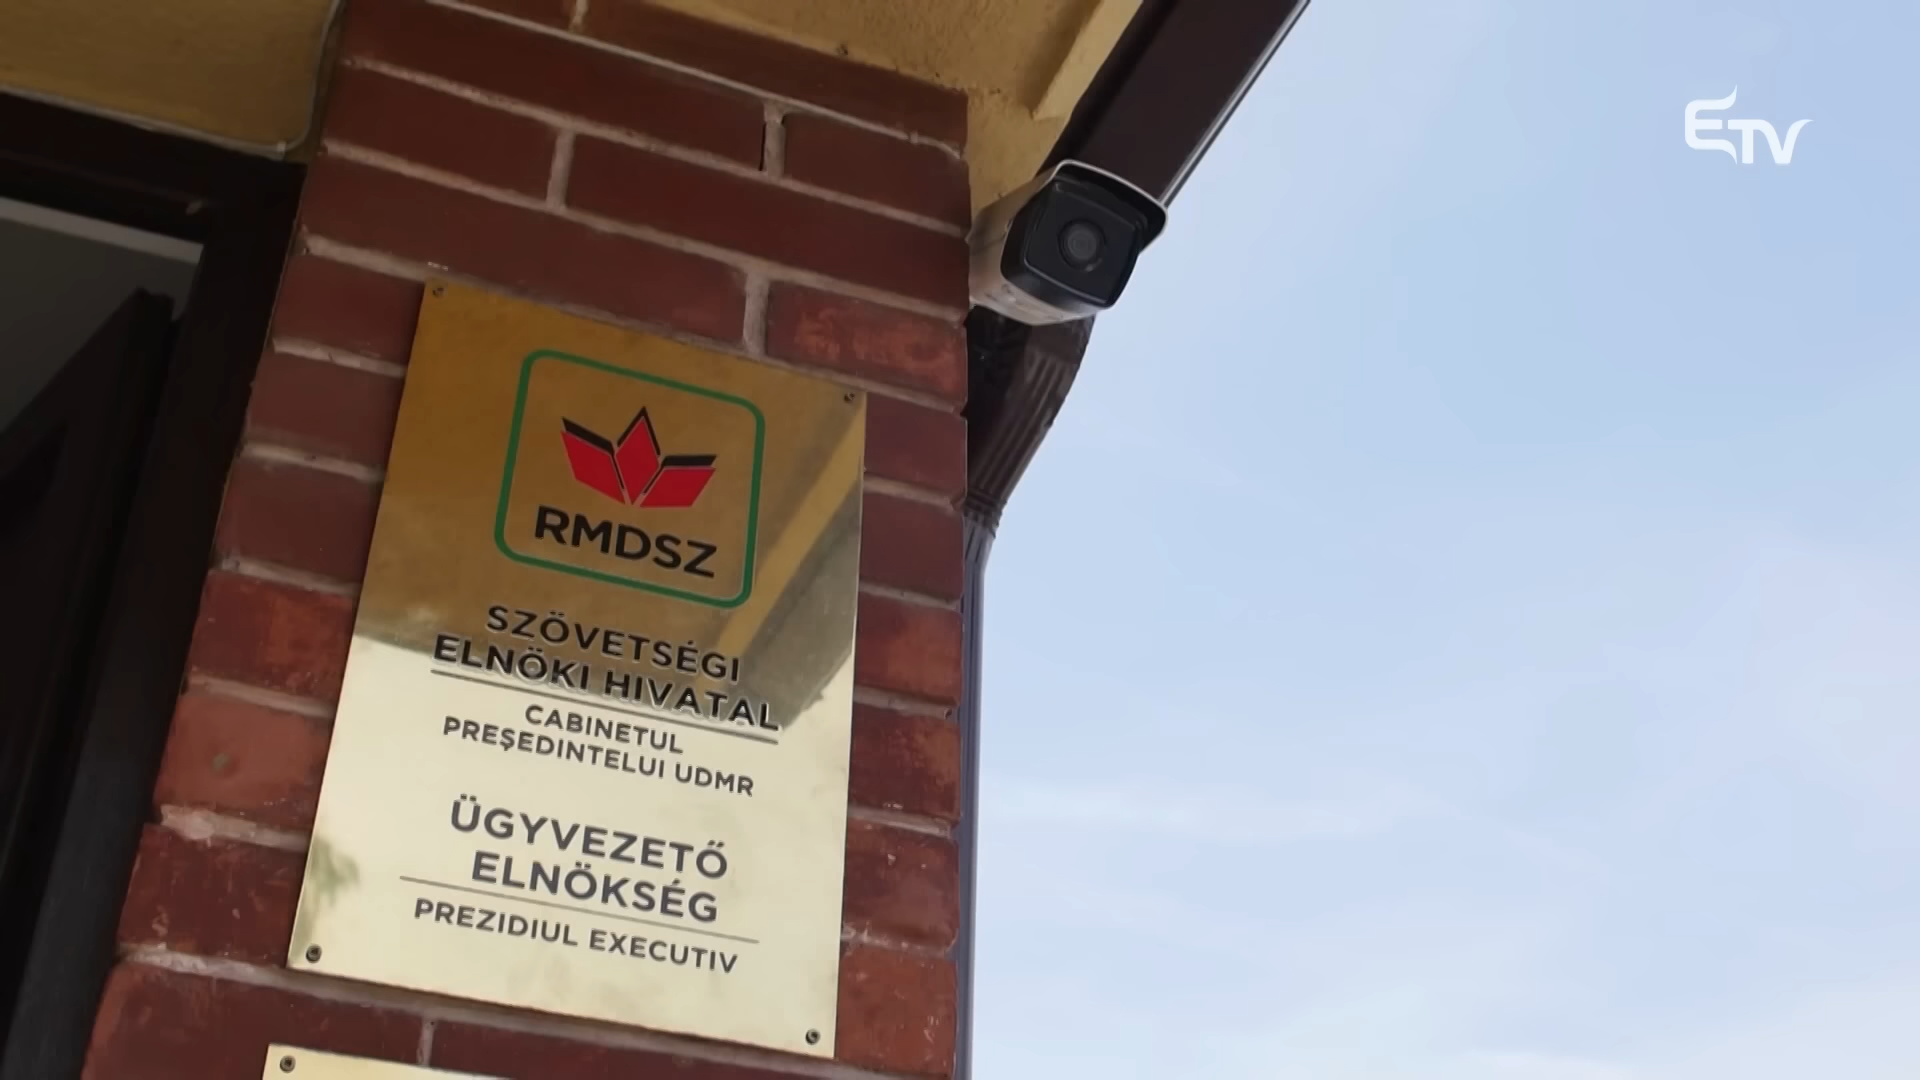 ETV
RMDSZ
SZÖVETSÉGI
ELNÖKI HIVATAL
CABINETUL
PREŞEDINTELUI UDMR
ÜGYVEZETŐ
ELNÖKSÉG
PREZIDIUL EXECUTIV